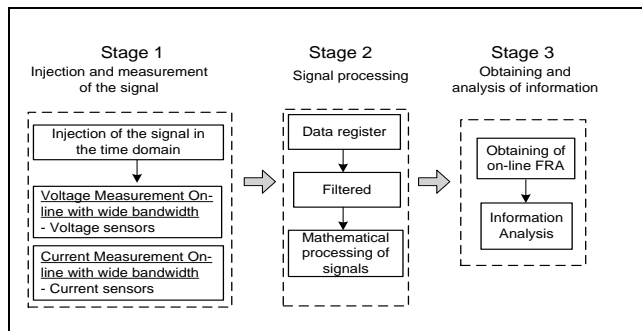 Stage 1
Injection and measurement
of the signal
Injection of the signal in
the time domain
Voltage Measurement On-
line with wide bandwidth
- Voltage sensors
Current Measurement On-
line with wide bandwidth
- Current sensors
Stage 2
Signal processing
Data register
Filtered
Mathematical
processing of
signals
Stage 3
Obtaining and
analysis of information
Obtaining of
on-line FRA
Information
Analysis